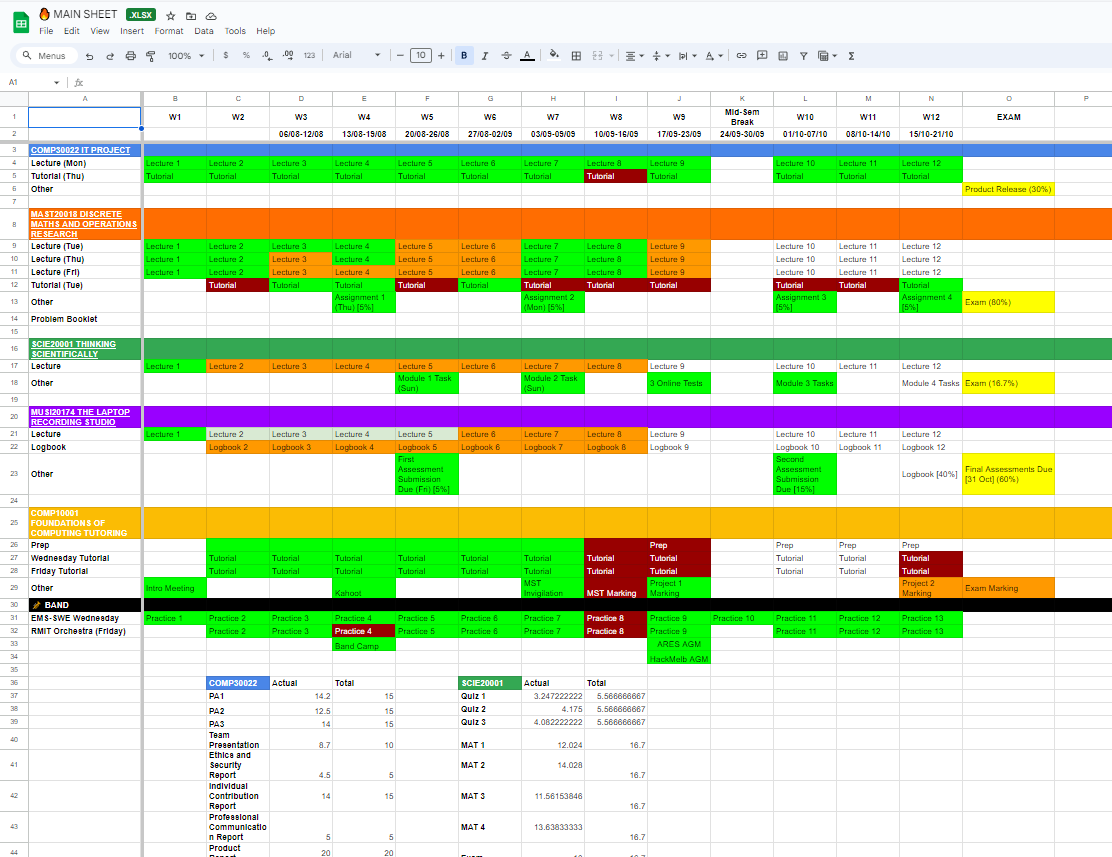 MAIN SHEET .XLSX
File Edit View Insert Format Data Tools Help
Menus 100% $ % .0 .00 123 Arial 10 B I A
A1 fx
A B C D E F G H I J K L M N O P
1 W1 W2 W3 W4 W5 W6 W7 W8 W9 Mid-Sem Break W10 W11 W12 EXAM
2 06/08-12/08 13/08-19/08 20/08-26/08 27/08-02/09 03/09-09/09 10/09-16/09 17/09-23/09 24/09-30/09 01/10-07/10 08/10-14/10 15/10-21/10
3 COMP30022 IT PROJECT
4 Lecture (Mon) Lecture 1 Lecture 2 Lecture 3 Lecture 4 Lecture 5 Lecture 6 Lecture 7 Lecture 8 Lecture 9 Lecture 10 Lecture 11 Lecture 12
5 Tutorial (Thu) Tutorial Tutorial Tutorial Tutorial Tutorial Tutorial Tutorial Tutorial Tutorial Tutorial Tutorial Tutorial
6 Other Product Release (30%)
7
8 MAST20018 DISCRETE MATHS AND OPERATIONS RESEARCH
9 Lecture (Tue) Lecture 1 Lecture 2 Lecture 3 Lecture 4 Lecture 5 Lecture 6 Lecture 7 Lecture 8 Lecture 9 Lecture 10 Lecture 11 Lecture 12
10 Lecture (Thu) Lecture 1 Lecture 2 Lecture 3 Lecture 4 Lecture 5 Lecture 6 Lecture 7 Lecture 8 Lecture 9 Lecture 10 Lecture 11 Lecture 12
11 Lecture (Fri) Lecture 1 Lecture 2 Lecture 3 Lecture 4 Lecture 5 Lecture 6 Lecture 7 Lecture 8 Lecture 9 Lecture 10 Lecture 11 Lecture 12
12 Tutorial (Tue) Tutorial Tutorial Tutorial Tutorial Tutorial Tutorial Tutorial Tutorial Tutorial Tutorial Tutorial
13 Other Assignment 1 (Thu) [5%] Assignment 2 (Mon) [5%] Assignment 3 [5%] Assignment 4 [5%] Exam (80%)
14 Problem Booklet
15
16 SCIE20001 THINKING SCIENTIFICALLY
17 Lecture Lecture 1 Lecture 2 Lecture 3 Lecture 4 Lecture 5 Lecture 6 Lecture 7 Lecture 8 Lecture 9 Lecture 10 Lecture 11 Lecture 12
18 Other Module 1 Task (Sun) Module 2 Task (Sun) 3 Online Tests Module 3 Tasks Module 4 Tasks Exam (16.7%)
19
20 MUSI20174 THE LAPTOP RECORDING STUDIO
21 Lecture Lecture 1 Lecture 2 Lecture 3 Lecture 4 Lecture 5 Lecture 6 Lecture 7 Lecture 8 Lecture 9 Lecture 10 Lecture 11 Lecture 12
22 Logbook Logbook 2 Logbook 3 Logbook 4 Logbook 5 Logbook 6 Logbook 7 Logbook 8 Logbook 9 Logbook 10 Logbook 11 Logbook 12
23 Other First Assessment Submission Due (Fri) [5%] Second Assessment Submission Due [15%] Logbook [40%] Final Assessments Due [31 Oct] (60%)
24
25 COMP10001 FOUNDATIONS OF COMPUTING TUTORING
26 Prep Prep Prep Prep Prep
27 Wednesday Tutorial Tutorial Tutorial Tutorial Tutorial Tutorial Tutorial Tutorial Tutorial Tutorial Tutorial Tutorial
28 Friday Tutorial Tutorial Tutorial Tutorial Tutorial Tutorial Tutorial Tutorial Tutorial Tutorial Tutorial Tutorial
29 Other Intro Meeting Kahoot MST Invigilation MST Marking Project 1 Marking Project 2 Marking Exam Marking
30 BAND
31 EMS-SWE Wednesday Practice 1 Practice 2 Practice 3 Practice 4 Practice 5 Practice 6 Practice 7 Practice 8 Practice 9 Practice 10 Practice 11 Practice 12 Practice 13
32 RMIT Orchestra (Friday) Practice 2 Practice 3 Practice 4 Practice 5 Practice 6 Practice 7 Practice 8 Practice 9 Practice 11 Practice 12 Practice 13
33 Band Camp ARES AGM
34 HackMelb AGM
35
36 COMP30022 Actual Total SCIE20001 Actual Total
37 PA1 14.2 15 Quiz 1 3.247222222 5.566666667
38 PA2 12.5 15 Quiz 2 4.175 5.566666667
39 PA3 14 15 Quiz 3 4.082222222 5.566666667
40 Team Presentation 8.7 10 MAT 1 12.024 16.7
41 Ethics and Security Report 4.5 5 MAT 2 14.028 16.7
42 Individual Contribution Report 14 15 MAT 3 11.56153846 16.7
43 Professional Communication Report 5 5 MAT 4 13.63833333 16.7
44 Product 20 20